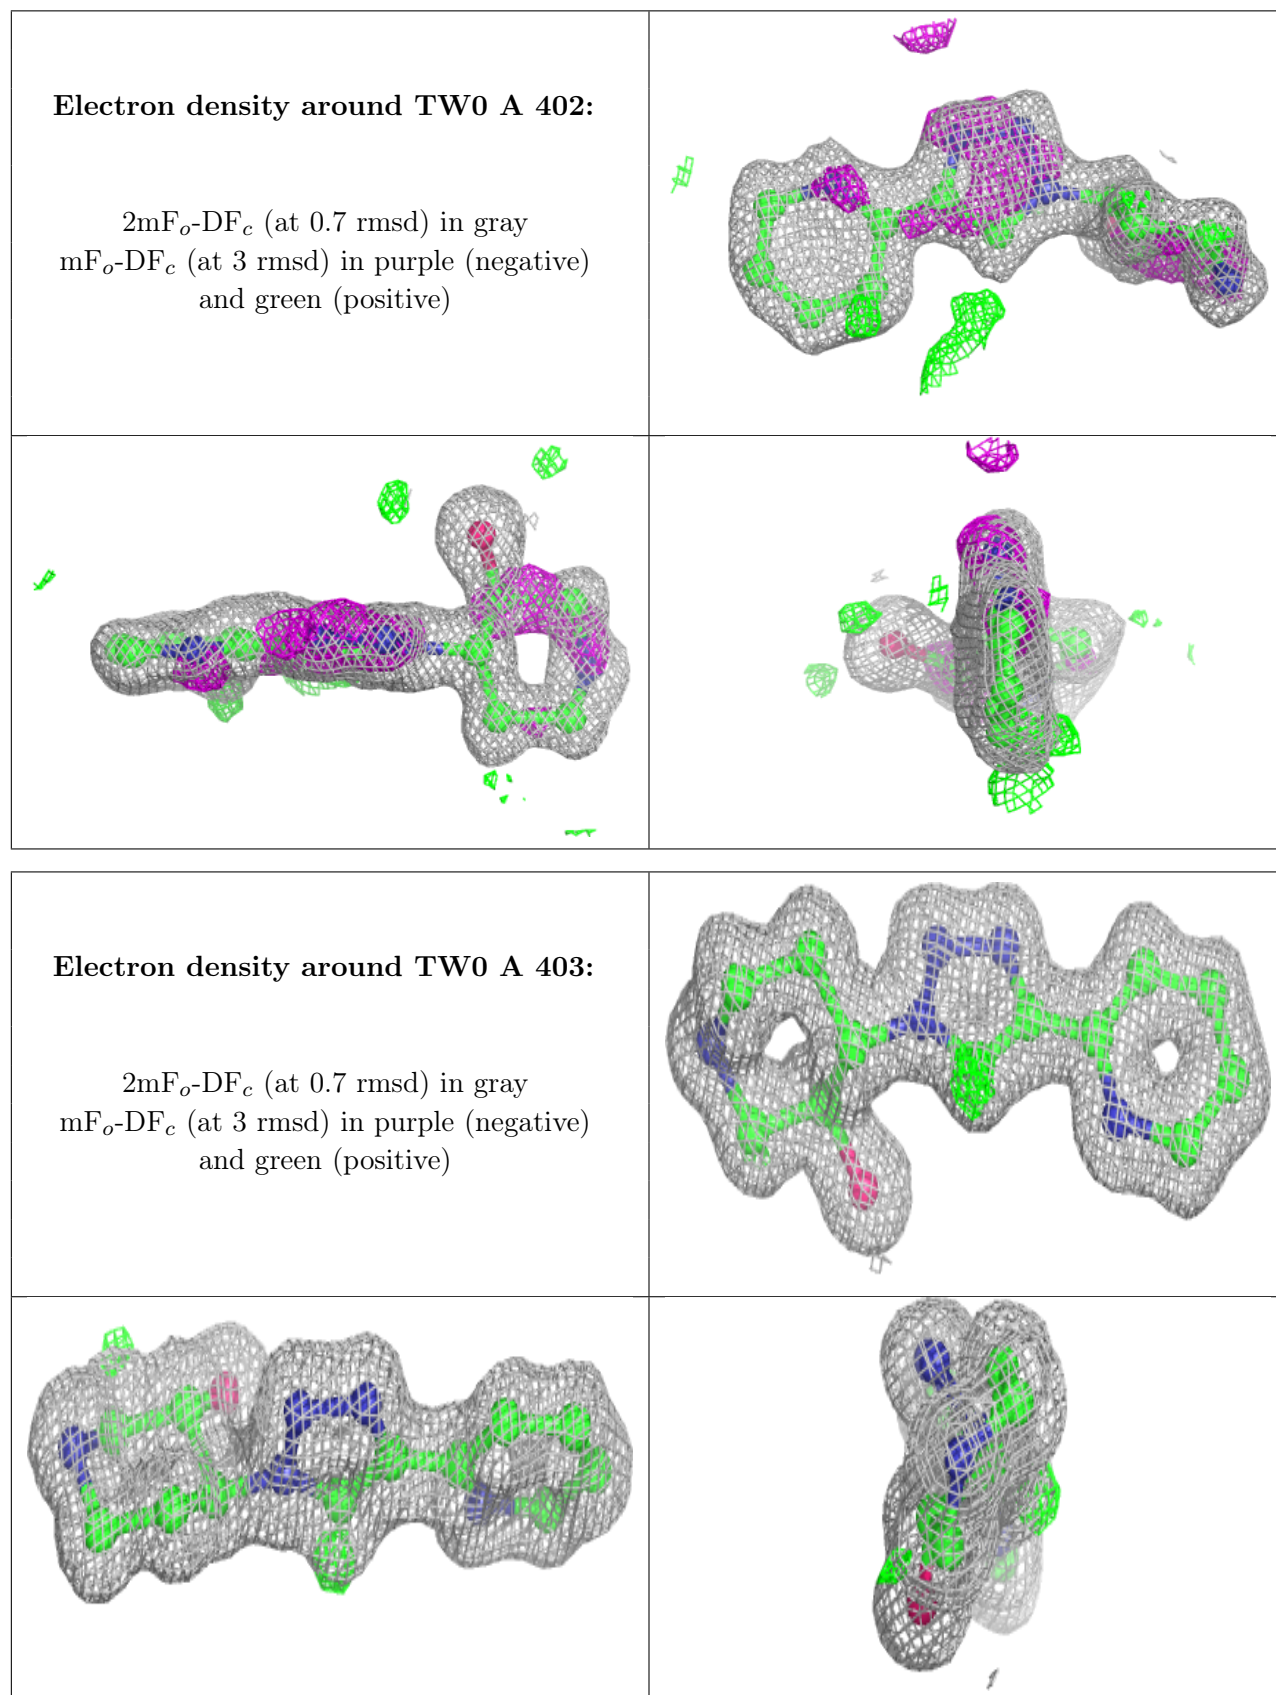 Electron density around TW0 A 402:
2mFo-DFc (at 0.7 rmsd) in gray
mFo-DFc (at 3 rmsd) in purple (negative)
and green (positive)
Electron density around TW0 A 403:
2mFo-DFc (at 0.7 rmsd) in gray
mFo-DFc (at 3 rmsd) in purple (negative)
and green (positive)